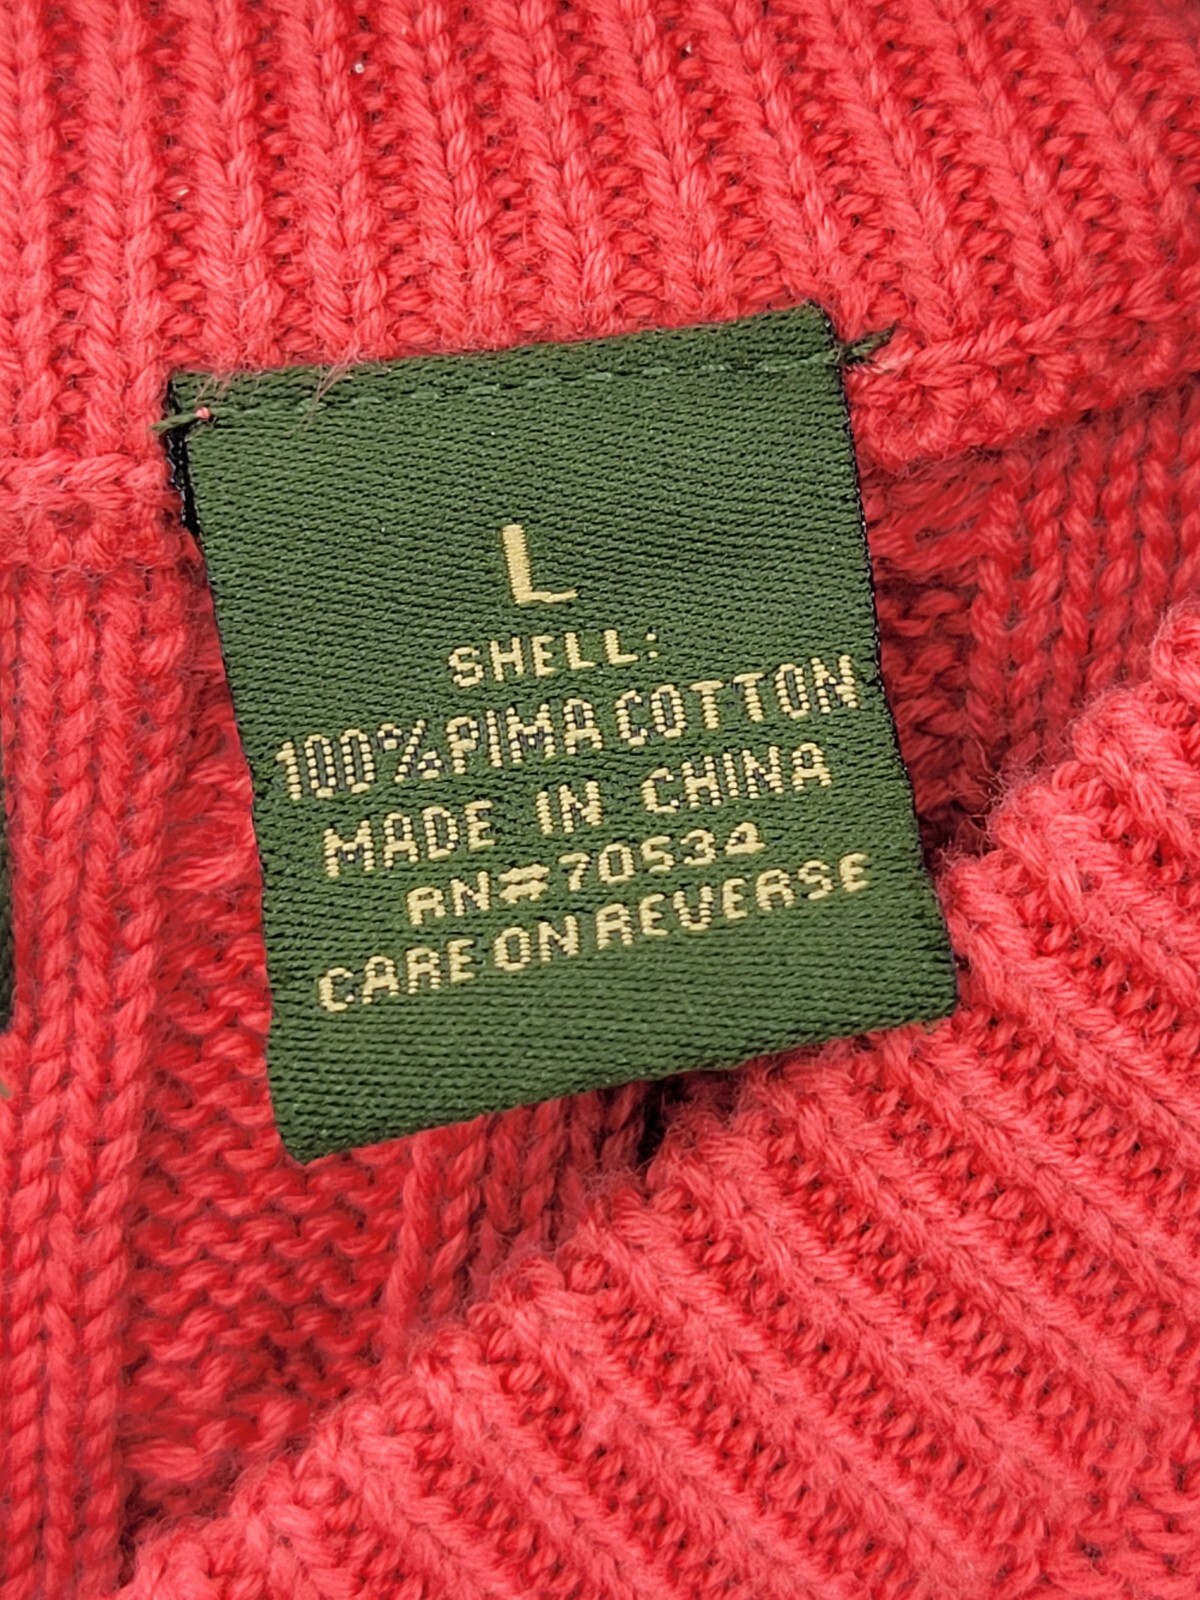 L
SHELL:
100% PIMA COTTON
MADE IN CHINA
RN#70534
CARE ON REVERSE